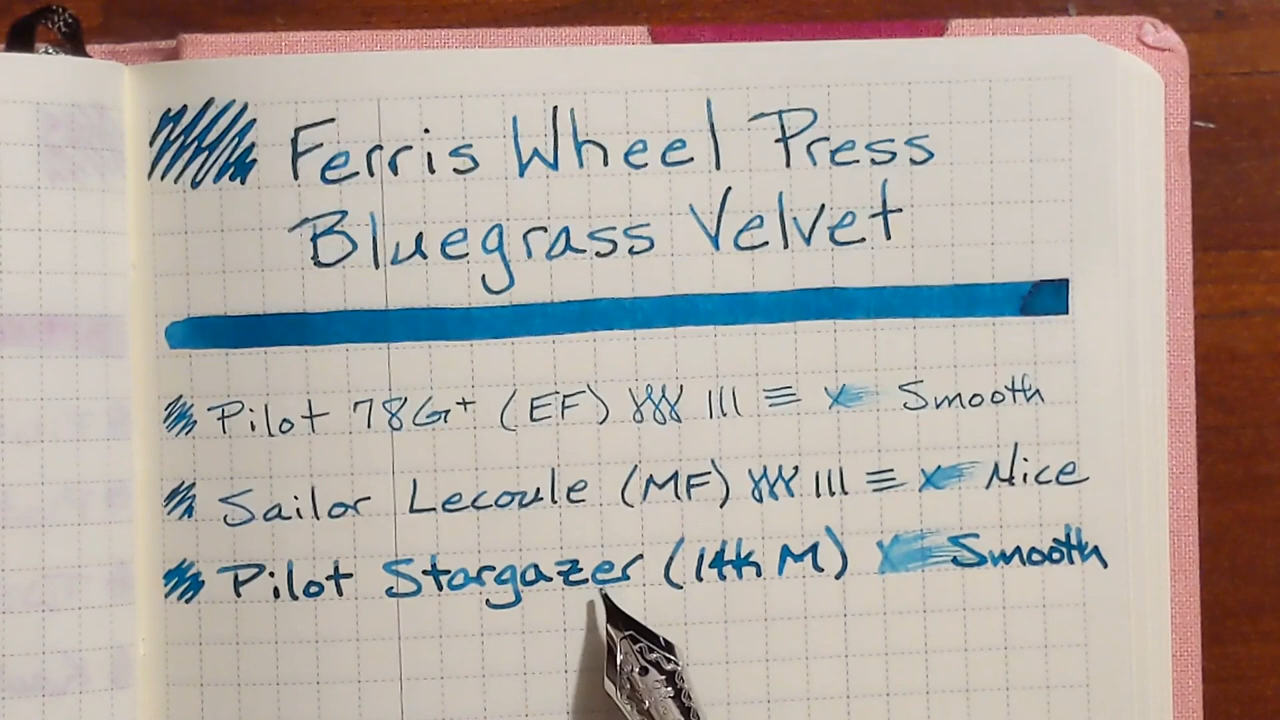 Ferris Wheel Press
Bluegrass Velvet
Pilot 78G+ (EF) Smooth
Sailor Lecoule (MF) Nice
Pilot Stargazer (14k M) Smooth